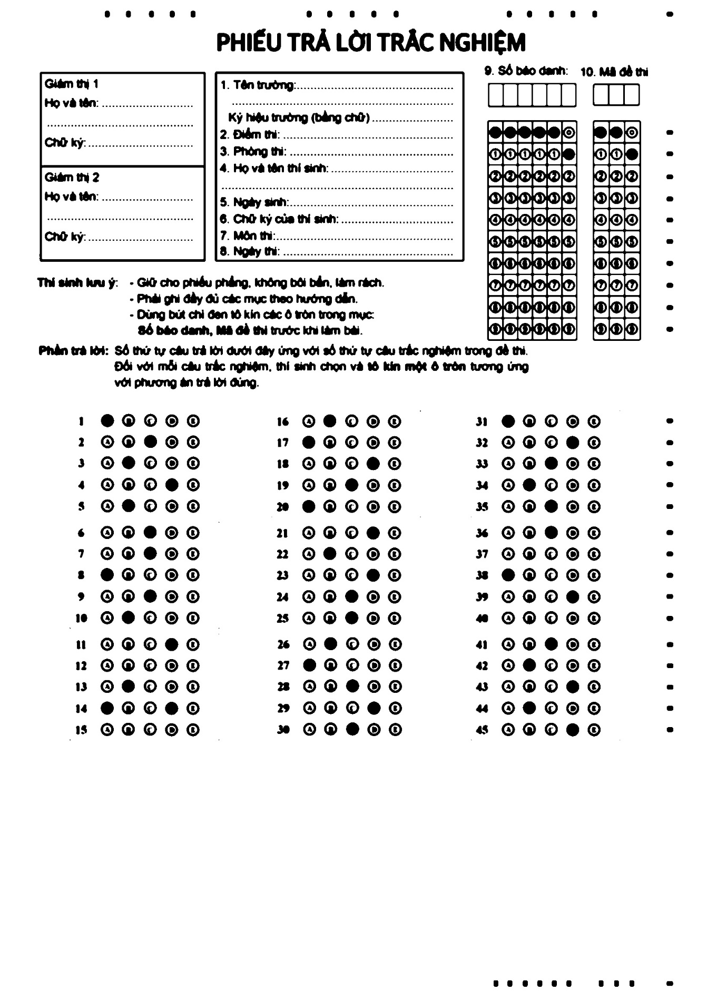 PHIẾU TRẢ LỜI TRẮC NGHIỆM
Giám thị 1
Họ và tên: ..........................
..........................................
Chữ ký: ..............................
Giám thị 2
Họ và tên: ..........................
..........................................
Chữ ký: ..............................
1. Tên trường: .............................................
................................................................
Ký hiệu trường (bằng chữ) .......................
2. Điểm thi: .................................................
3. Phòng thi: ...............................................
4. Họ và tên thí sinh: ...................................
...................................................................
5. Ngày sinh: ...............................................
6. Chữ ký của thí sinh: ................................
7. Môn thi: ...................................................
8. Ngày thi: .................................................
9. Số báo danh:
10. Mã đề thi
0 0
1 1 1 1 1 1 1
2 2 2 2 2 2 2 2 2
3 3 3 3 3 3 3 3 3
4 4 4 4 4 4 4 4 4
5 5 5 5 5 5 5 5 5
6 6 6 6 6 6 6 6 6
7 7 7 7 7 7 7 7 7
8 8 8 8 8 8 8 8 8
9 9 9 9 9 9 9 9 9
Thí sinh lưu ý: - Giữ cho phiếu phẳng, không bôi bẩn, làm rách.
- Phải ghi đầy đủ các mục theo hướng dẫn.
- Dùng bút chì đen tô kín các ô tròn trong mục:
Số báo danh, Mã đề thi trước khi làm bài.
Phần trả lời: Số thứ tự câu trả lời dưới đây ứng với số thứ tự câu trắc nghiệm trong đề thi.
Đối với mỗi câu trắc nghiệm, thí sinh chọn và tô kín một ô tròn tương ứng
với phương án trả lời đúng.
1 B C D E
2 A B D E
3 A C D E
4 A B C E
5 A C D E
6 A B D E
7 A B D E
8 B C D E
9 A B D E
10 A C D E
11 A B C E
12 A B C D E
13 A C D E
14 B C E
15 A B C D E
16 A C D E
17 B C D E
18 A B C E
19 A B D E
20 B C D E
21 A B C E
22 A C D E
23 A B C E
24 A B D E
25 A B D E
26 A C D E
27 B C D E
28 A B D E
29 A B C E
30 A B D E
31 B C D E
32 A B C E
33 A B D E
34 A C D E
35 A B D E
36 A B D E
37 A B C D E
38 B C D E
39 A B C E
40 A B C D E
41 A B D E
42 A C D E
43 A B C E
44 A C D E
45 A B C E